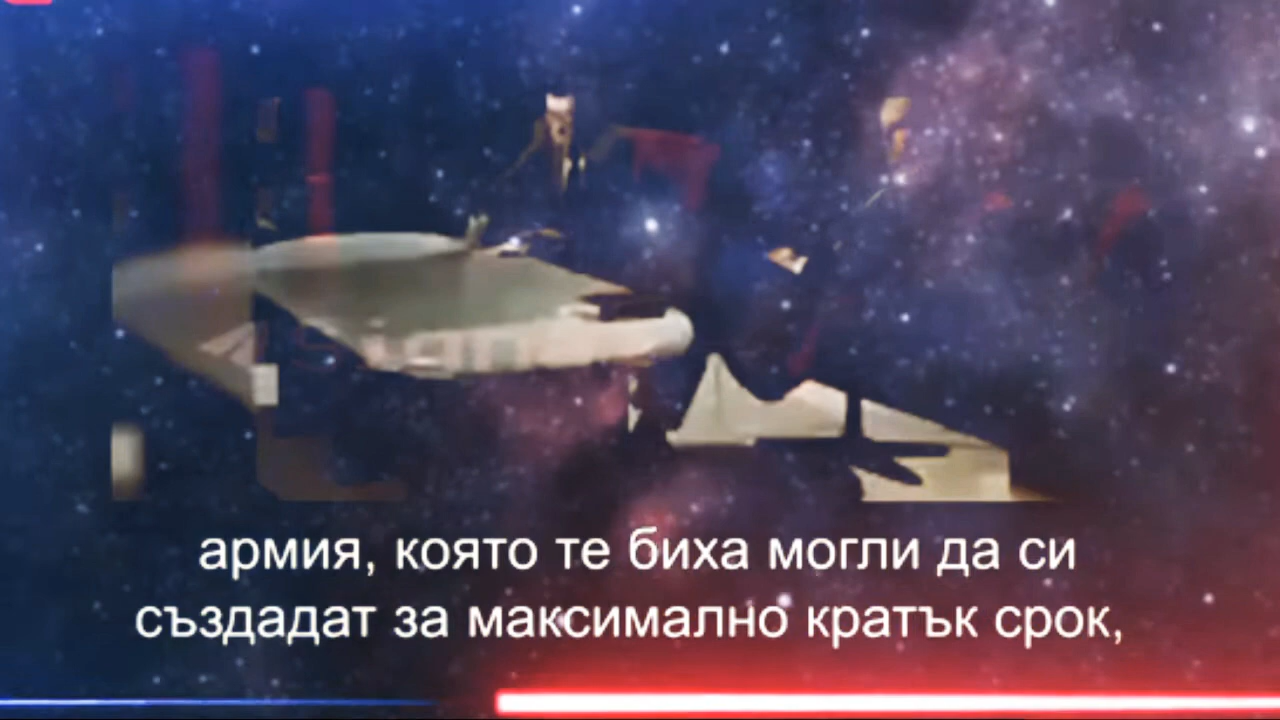 армия, която те биха могли да си
създадат за максимално кратък срок,